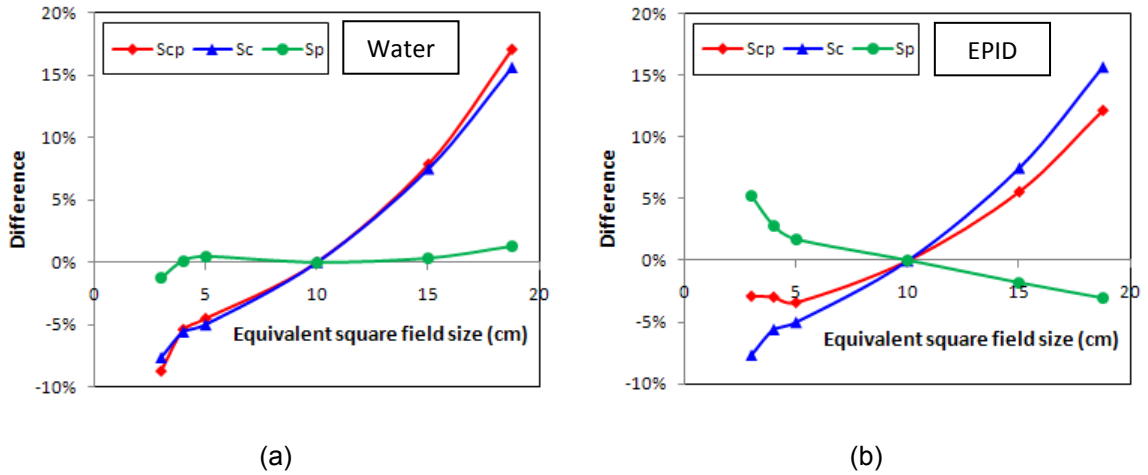 20%
15%
10%
5%
0%
-5%
-10%
Difference
Scp Sc Sp
Water
0 5 10 15 20
Equivalent square field size (cm)
(a)
20%
15%
10%
5%
0%
-5%
-10%
Difference
Scp Sc Sp
EPID
0 5 10 15 20
Equivalent square field size (cm)
(b)